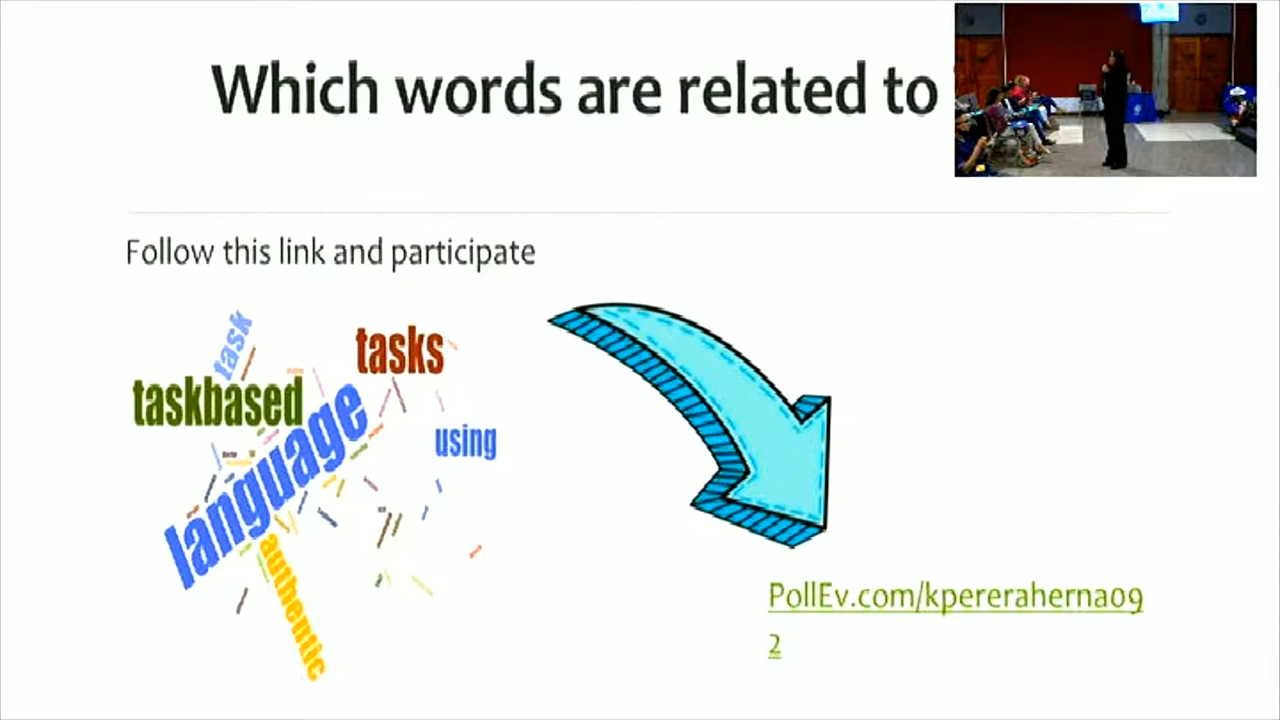 Which words are related to
Follow this link and participate
task
tasks
taskbased
language
using
authentic
PollEv.com/kpereraherna09
2